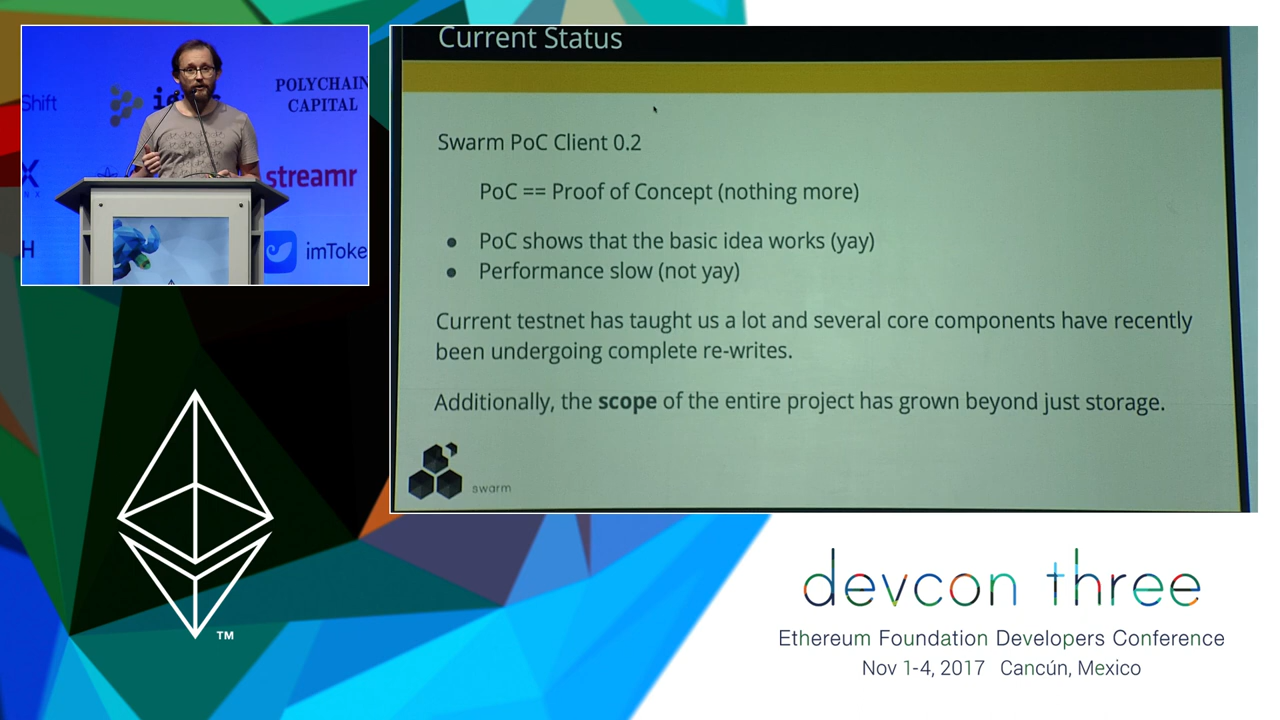 Shift
POLYCHAIN
CAPITAL
streamr
imToke
Current Status
Swarm PoC Client 0.2
PoC == Proof of Concept (nothing more)
• PoC shows that the basic idea works (yay)
• Performance slow (not yay)
Current testnet has taught us a lot and several core components have recently
been undergoing complete re-writes.
Additionally, the scope of the entire project has grown beyond just storage.
swarm
TM
devcon three
Ethereum Foundation Developers Conference
Nov 1-4, 2017 Cancún, Mexico